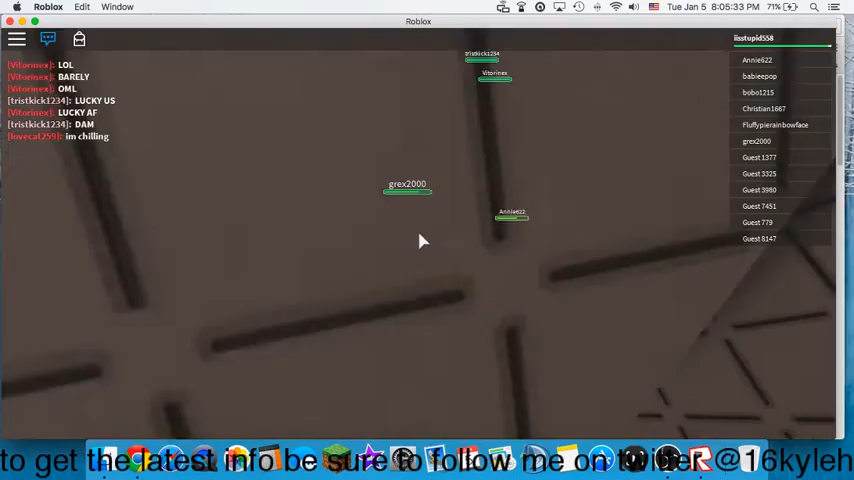 Roblox Edit Window 71% Tue Jan 5 8:05:33 PM
Roblox
iisstupid558
[Vitorinex]: LOL
[Vitorinex]: BARELY
[Vitorinex]: OML
[tristkick1234]: LUCKY US
[Vitorinex]: LUCKY AF
[tristkick1234]: DAM
[lovecat259]: im chilling
tristkick1234
Vitorinex
grex2000
Annie622
Annie622
babieepop
bobo1215
Christian1667
Fluffypierainbowface
grex2000
Guest 1377
Guest 3325
Guest 3980
Guest 7451
Guest 779
Guest 8147
to get the latest info be sure to follow me on twitter @16kyleh